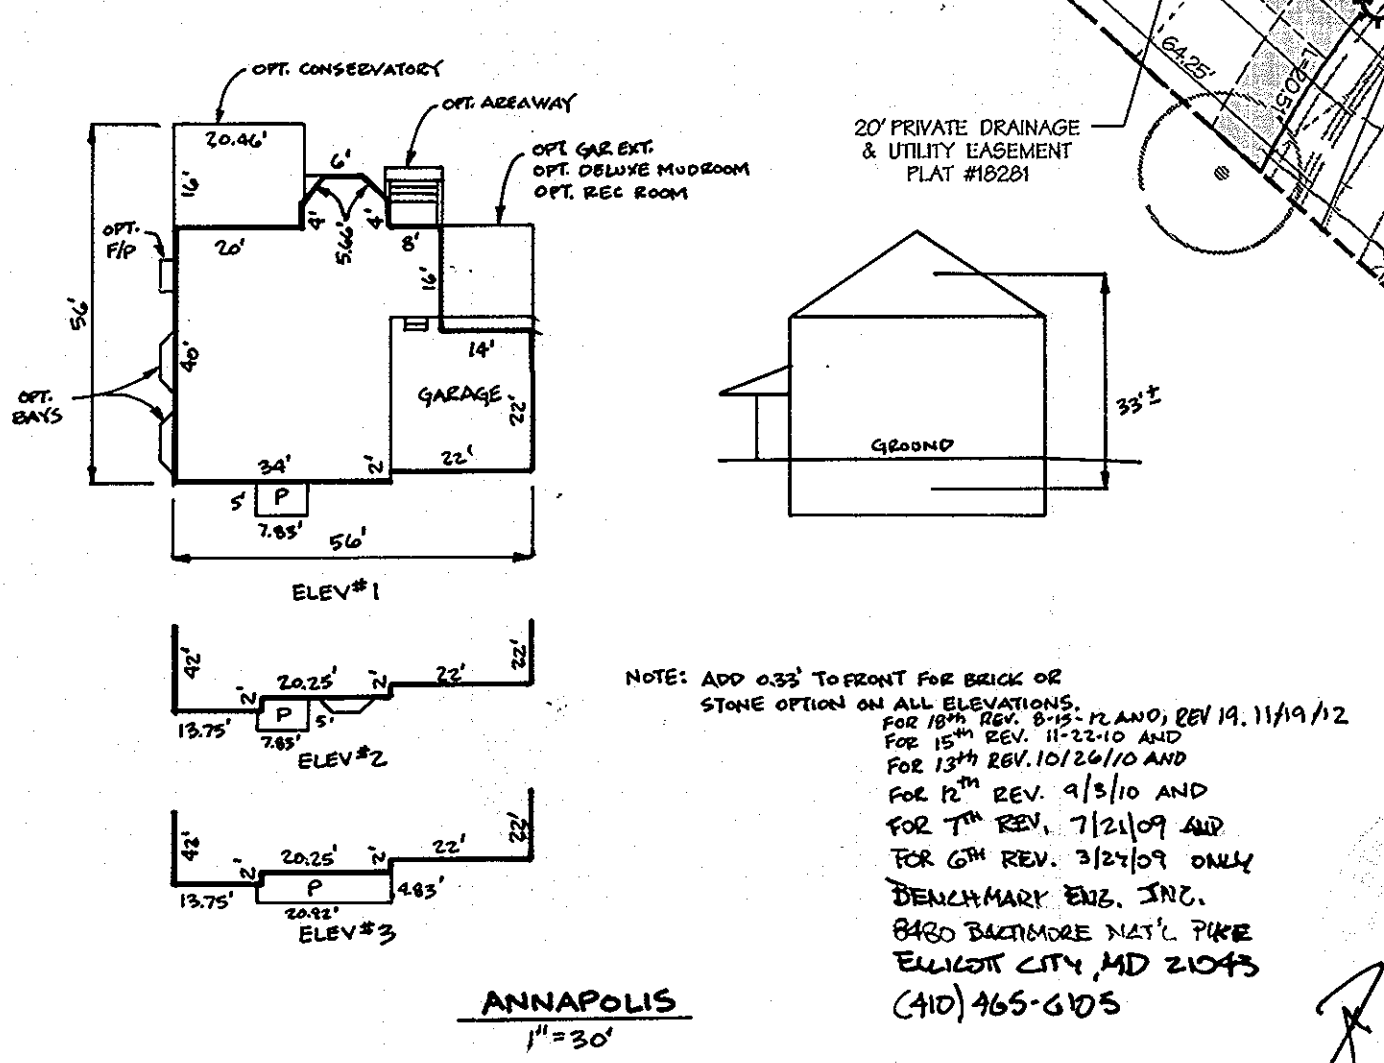 OPT. CONSERVATORY
OPT. AREAWAY
OPT. GAR EXT.
OPT. DELUXE MUDROOM
OPT. REC ROOM
20.46'
16'
6'
4'
5.66'
4'
20'
8'
16'
OPT.
F/P
56'
40'
OPT.
BAYS
14'
GARAGE
22'
34'
2'
22'
5'
P
7.83'
56'
ELEV#1
42'
13.75'
2'
20.25'
2'
22'
22'
P
5'
7.83'
ELEV#2
42'
13.75'
2'
20.25'
2'
22'
22'
P
4.83'
20.92'
ELEV#3
ANNAPOLIS
1"=30'
64.25'
L=20.51'
20' PRIVATE DRAINAGE
& UTILITY EASEMENT
PLAT #18281
33'±
GROUND
NOTE: ADD 0.33' TO FRONT FOR BRICK OR
STONE OPTION ON ALL ELEVATIONS.
FOR 18th REV. 8-15-12 AND, REV 19. 11/19/12
FOR 15th REV. 11-22-10 AND
FOR 13th REV. 10/26/10 AND
FOR 12th REV. 9/3/10 AND
FOR 7TH REV. 7/21/09 AND
FOR 6TH REV. 3/24/09 ONLY
BENCHMARK ENG. INC.
8480 BALTIMORE NAT'L PIKE
ELLICOTT CITY, MD 21043
(410) 465-6105